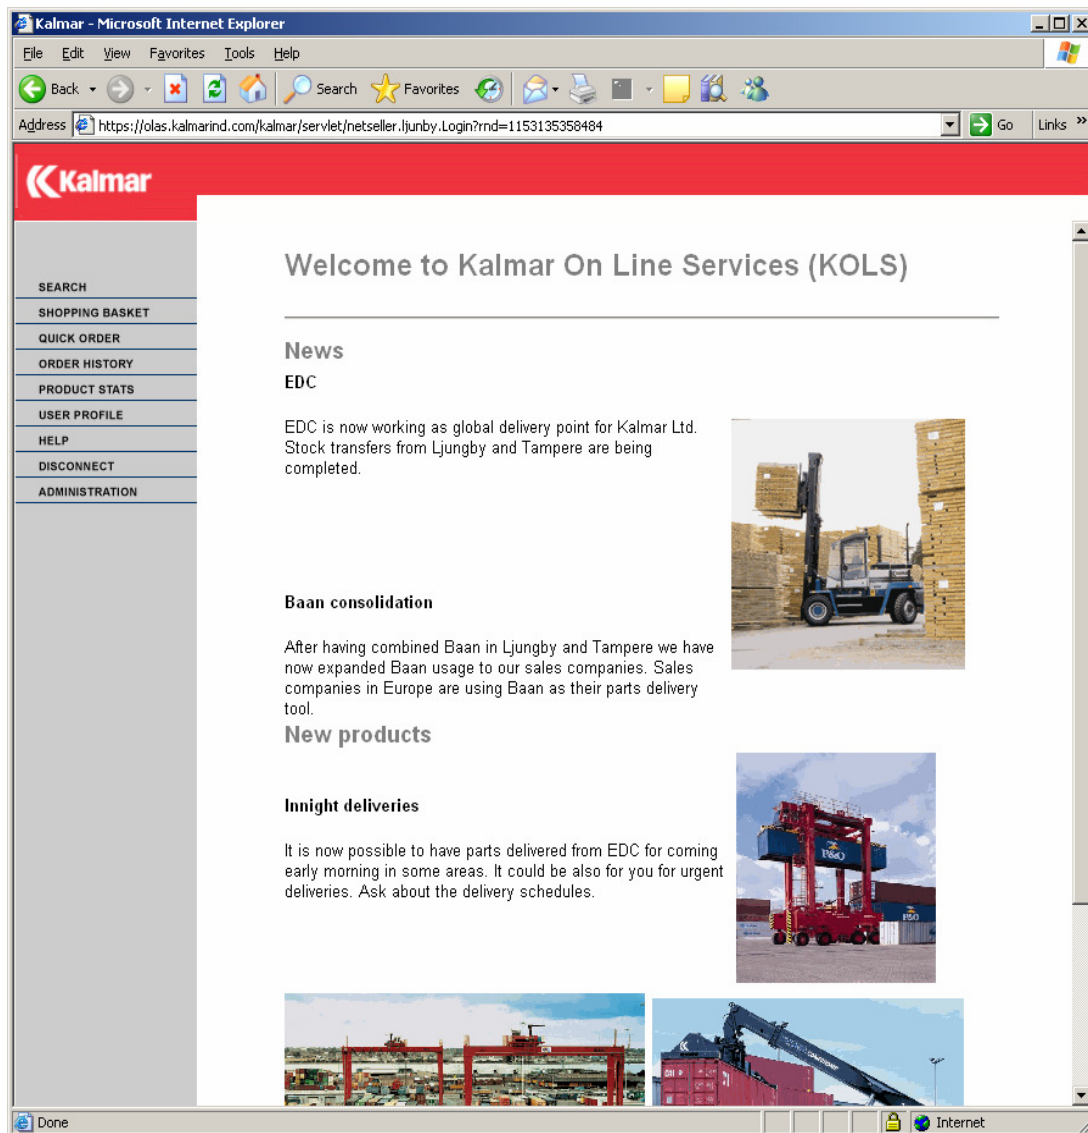 Kalmar - Microsoft Internet Explorer
File Edit View Favorites Tools Help
Back Search Favorites
Address https://olas.kalmarind.com/kalmar/servlet/netseller.ljunby.Login?rnd=1153135358484 Go Links »
Kalmar
SEARCH
SHOPPING BASKET
QUICK ORDER
ORDER HISTORY
PRODUCT STATS
USER PROFILE
HELP
DISCONNECT
ADMINISTRATION
Welcome to Kalmar On Line Services (KOLS)
News
EDC
EDC is now working as global delivery point for Kalmar Ltd.
Stock transfers from Ljungby and Tampere are being
completed.
Baan consolidation
After having combined Baan in Ljungby and Tampere we have
now expanded Baan usage to our sales companies. Sales
companies in Europe are using Baan as their parts delivery
tool.
New products
Innight deliveries
It is now possible to have parts delivered from EDC for coming
early morning in some areas. It could be also for you for urgent
deliveries. Ask about the delivery schedules.
P&O
P&O
Done Internet